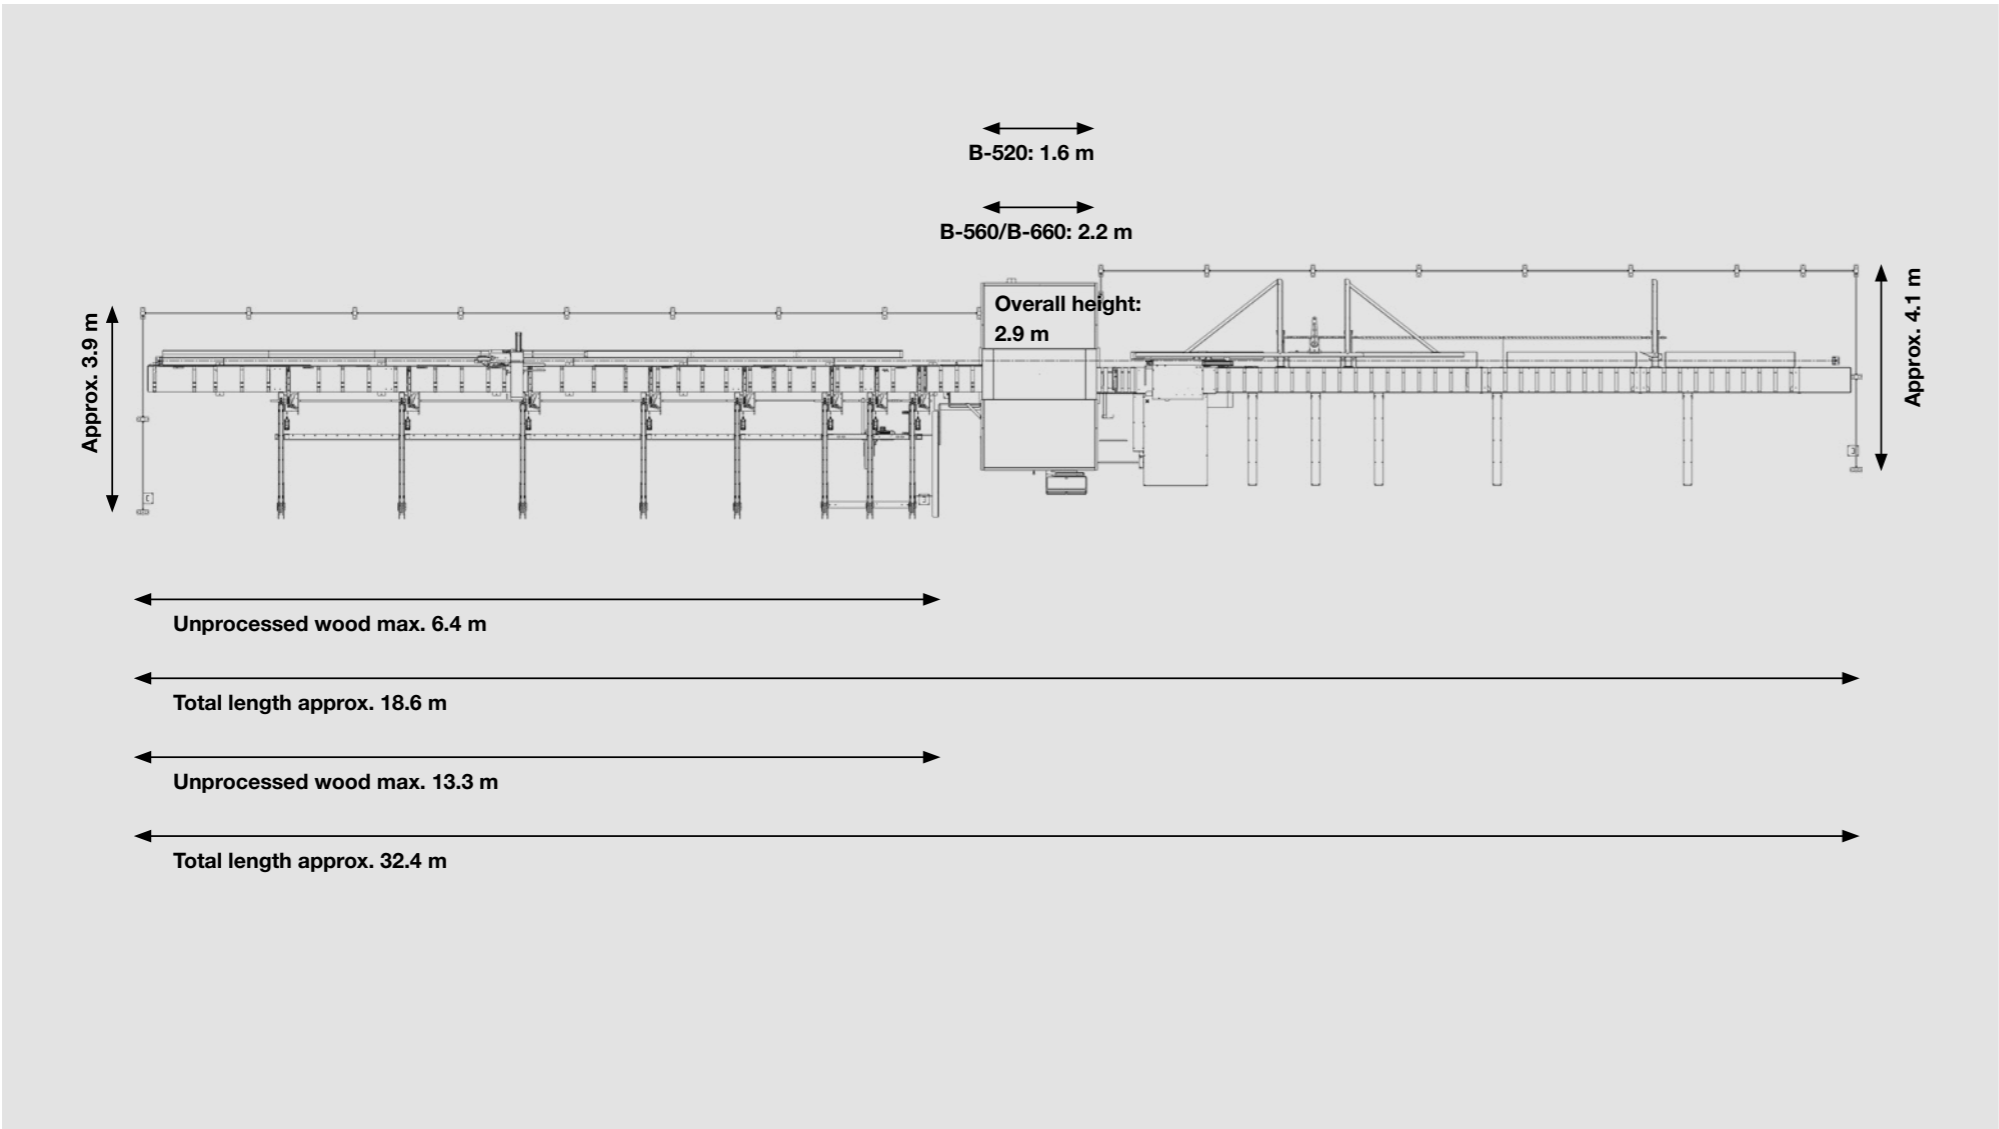 B-520: 1.6 m
B-560/B-660: 2.2 m
Overall height:
2.9 m
Approx. 3.9 m
Approx. 4.1 m
Unprocessed wood max. 6.4 m
Total length approx. 18.6 m
Unprocessed wood max. 13.3 m
Total length approx. 32.4 m